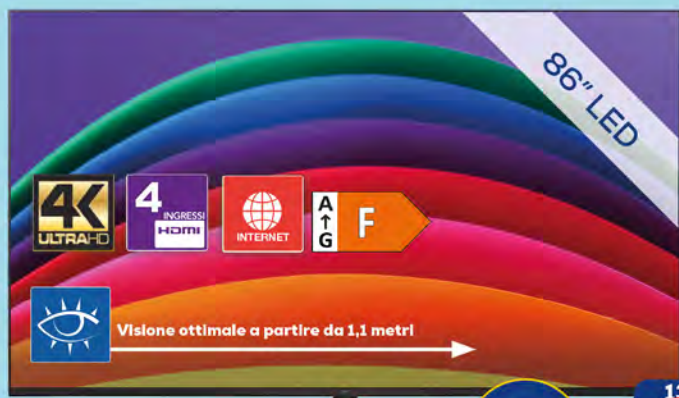 86" LED
4K
ULTRAHD
4
INGRESSI
HDMI
INTERNET
A
↑
G
F
Visione ottimale a partire da 1,1 metri